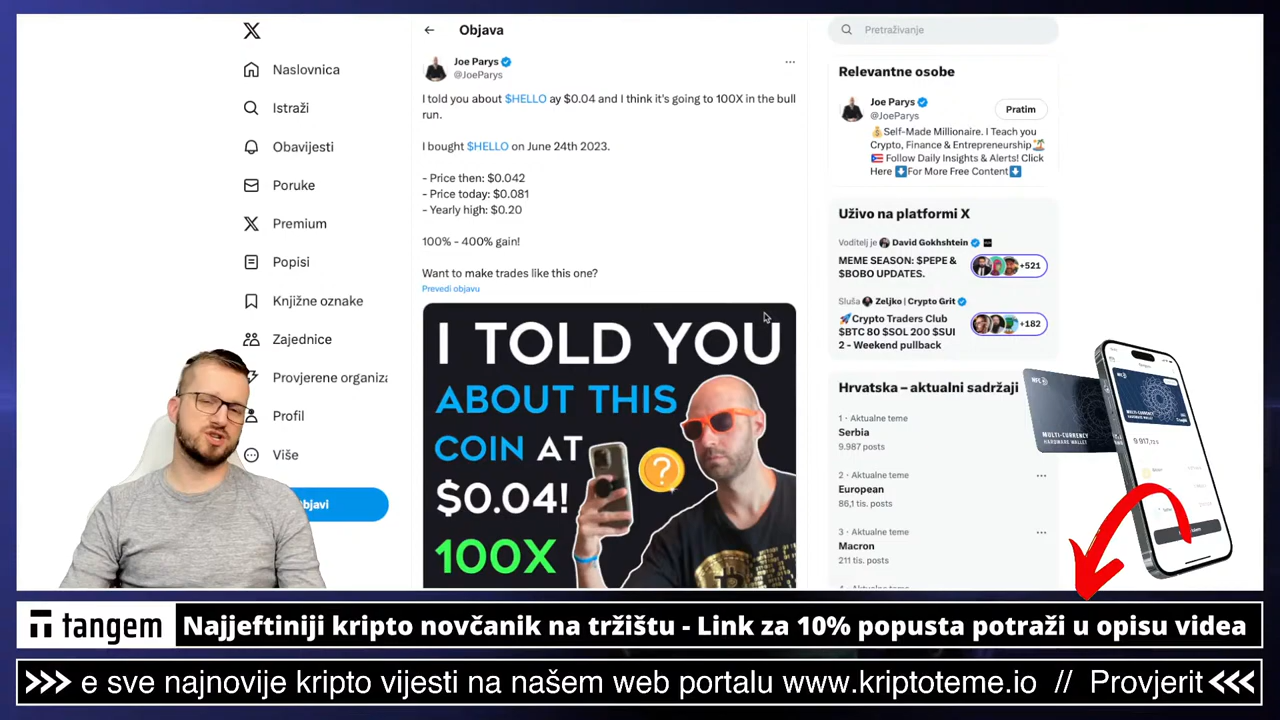 Naslovnica
Istraži
Obavijesti
Poruke
Premium
Popisi
Knjižne oznake
Zajednice
Provjerene organiza
Profil
Više
Objava
Joe Parys
@JoeParys
I told you about $HELLO ay $0.04 and I think it's going to 100X in the bull
run.
I bought $HELLO on June 24th 2023.
- Price then: $0.042
- Price today: $0.081
- Yearly high: $0.20
100% - 400% gain!
Want to make trades like this one?
Prevedi objavu
I TOLD YOU
ABOUT THIS
COIN AT
$0.04!
100X
?
Pretraživanje
Relevantne osobe
Joe Parys
@JoeParys
Pratim
💰Self-Made Millionaire. I Teach you
Crypto, Finance & Entrepreneurship🏝️
🇵🇷 Follow Daily Insights & Alerts! Click
Here ⬇️For More Free Content⬇️
Uživo na platformi X
Voditelj je David Gokhshtein
MEME SEASON: $PEPE &
$BOBO UPDATES.
+521
Sluša Zeljko | Crypto Grit
🚀Crypto Traders Club
$BTC 80 $SOL 200 $SUI
2 - Weekend pullback
+182
Hrvatska – aktualni sadržaji
1 · Aktualne teme
Serbia
9.987 posts
2 · Aktualne teme
European
86,1 tis. posts
3 · Aktualne teme
Macron
211 tis. posts
MULTI-CURRENCY
HARDWARE WALLET
tangem
Najjeftiniji kripto novčanik na tržištu - Link za 10% popusta potraži u opisu videa
>>> e sve najnovije kripto vijesti na našem web portalu www.kriptoteme.io // Provjerit <<<